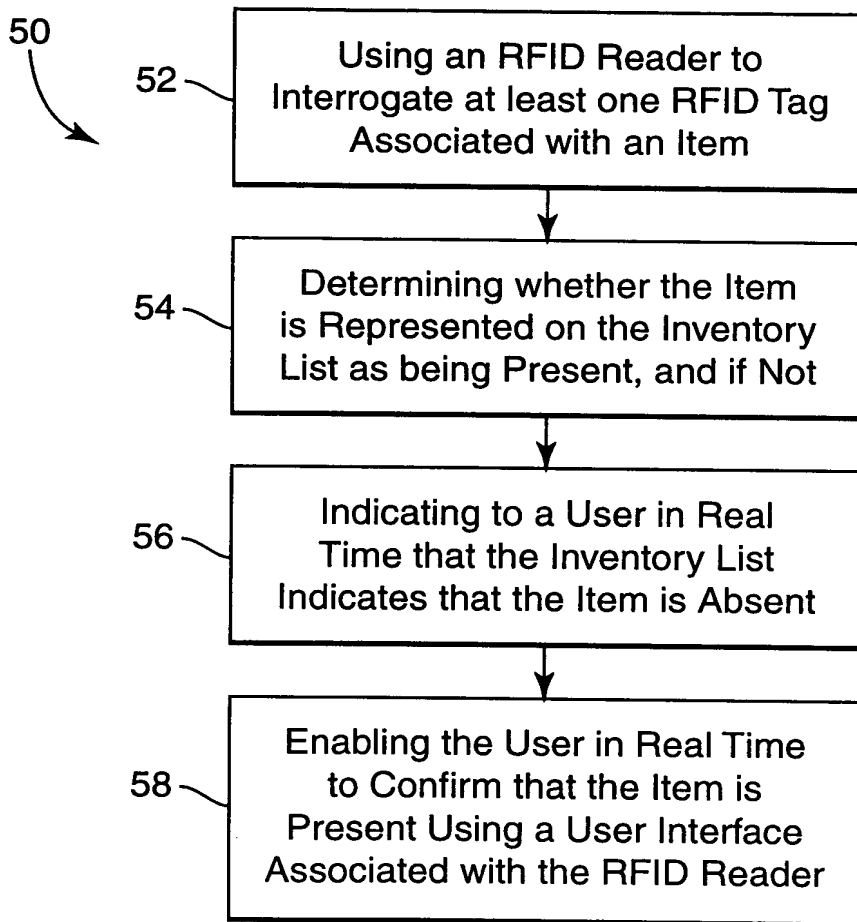 50
52
Using an RFID Reader to
Interrogate at least one RFID Tag
Associated with an Item
54
Determining whether the Item
is Represented on the Inventory
List as being Present, and if Not
56
Indicating to a User in Real
Time that the Inventory List
Indicates that the Item is Absent
58
Enabling the User in Real Time
to Confirm that the Item is
Present Using a User Interface
Associated with the RFID Reader